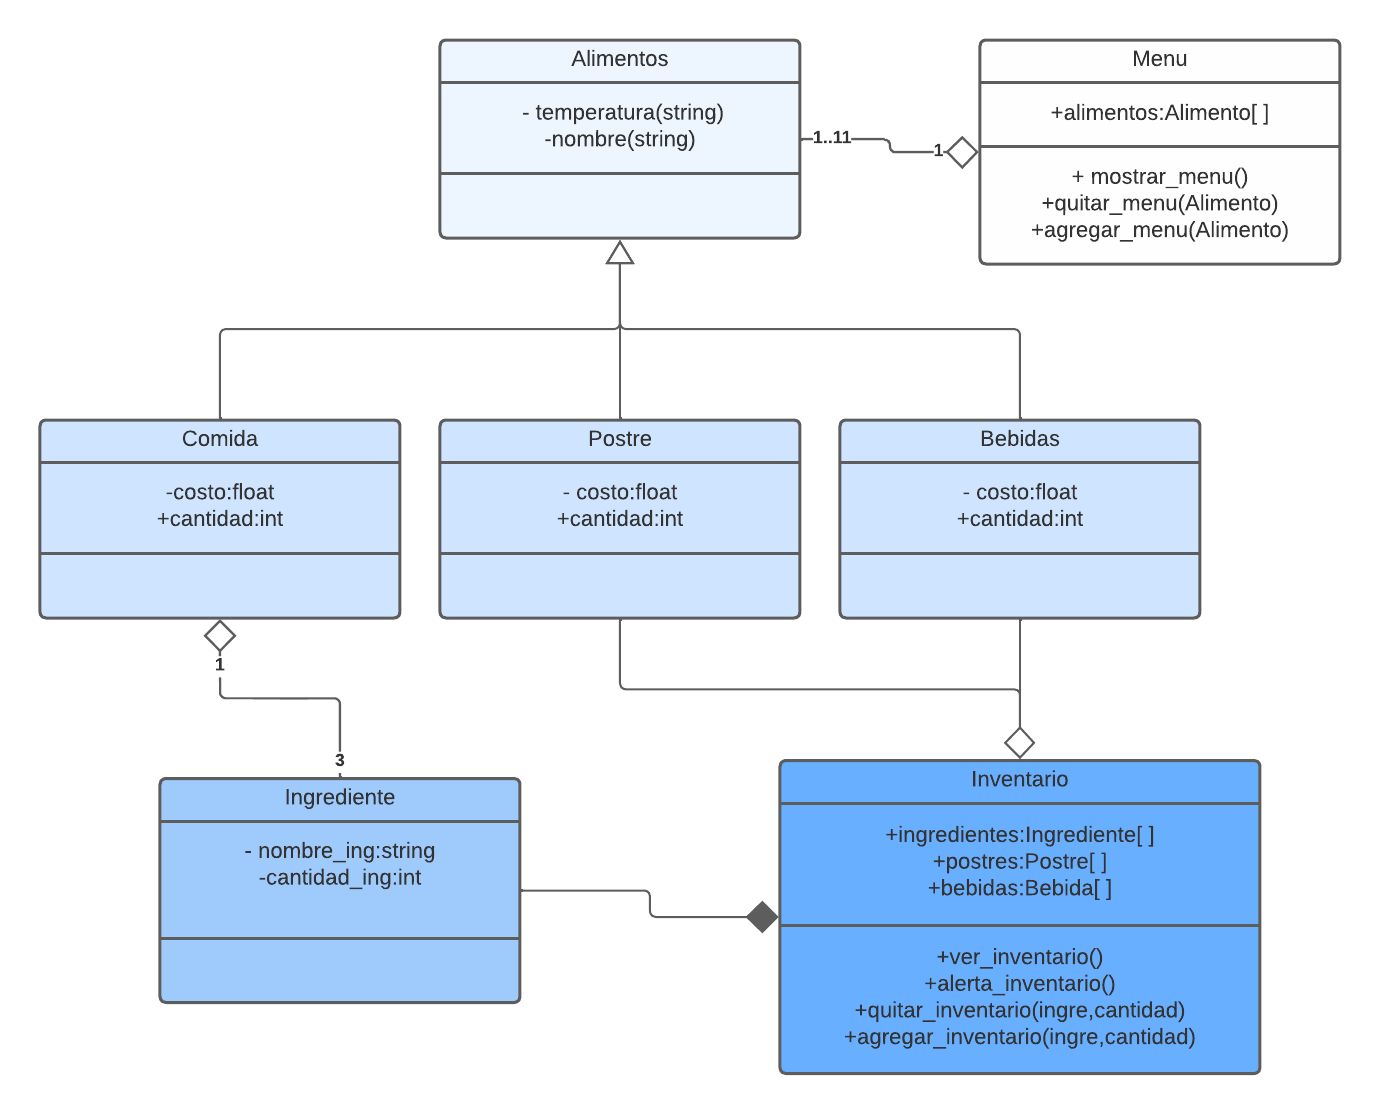 Alimentos
- temperatura(string)
-nombre(string)
1..11
1
Menu
+alimentos:Alimento[ ]
+ mostrar_menu()
+quitar_menu(Alimento)
+agregar_menu(Alimento)
Comida
-costo:float
+cantidad:int
Postre
- costo:float
+cantidad:int
Bebidas
- costo:float
+cantidad:int
1
3
Ingrediente
- nombre_ing:string
-cantidad_ing:int
Inventario
+ingredientes:Ingrediente[ ]
+postres:Postre[ ]
+bebidas:Bebida[ ]
+ver_inventario()
+alerta_inventario()
+quitar_inventario(ingre,cantidad)
+agregar_inventario(ingre,cantidad)